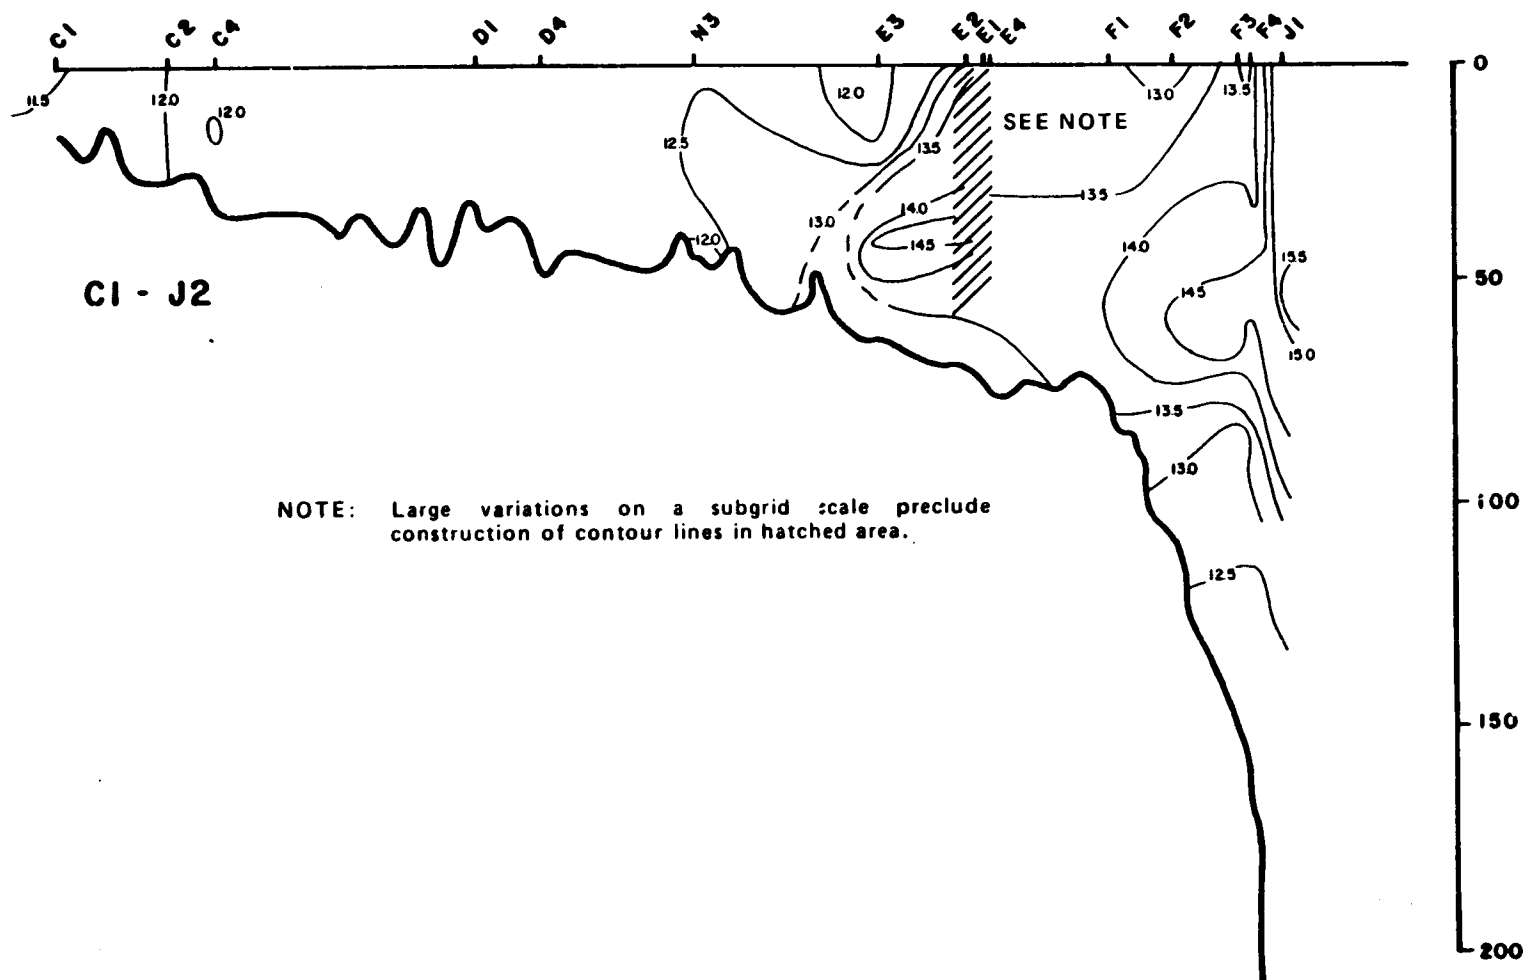 C1 C2 C4 D1 D4 N3 E3 E2 E1 E4 F1 F2 F3 F4 J1
0
11.5 12.0 12.0 12.0 13.0 13.5
SEE NOTE
12.5 13.5
14.0 13.5
13.0
12.0 14.5 14.0
15.5
50
C1 - J2
14.5
15.0
13.5
13.0
100
NOTE: Large variations on a subgrid scale preclude
construction of contour lines in hatched area.
12.5
150
200